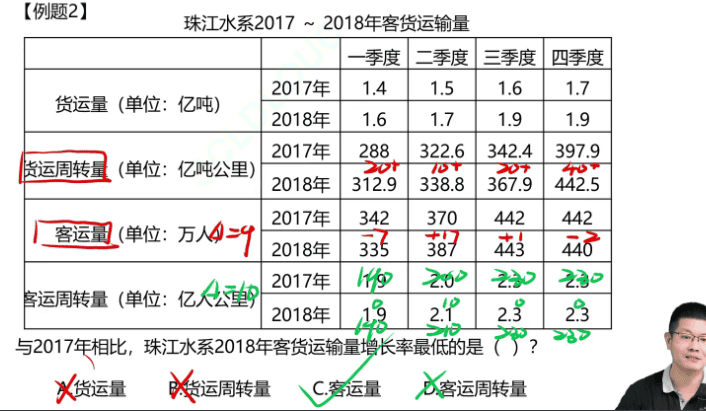 【例题2】
珠江水系2017 ~ 2018年客货运输量
一季度 二季度 三季度 四季度
货运量（单位：亿吨） 2017年 1.4 1.5 1.6 1.7
2018年 1.6 1.7 1.9 1.9
货运周转量（单位：亿吨公里） 2017年 288 322.6 342.4 397.9
20+ 10+ 20+ 40+
2018年 312.9 338.8 367.9 442.5
客运量（单位：万人） Δ=9 2017年 342 370 442 442
-7 +17 +1 -2
2018年 335 387 443 440
客运周转量（单位：亿人公里） Δ=10 2017年 1.9 2.0 2.3 2.3
190 200 230 230
0 10 0 0
2018年 1.9 2.1 2.3 2.3
190 210 230 230
与2017年相比，珠江水系2018年客货运输量增长率最低的是（ ）？
A.货运量 B.货运周转量 C.客运量 D.客运周转量